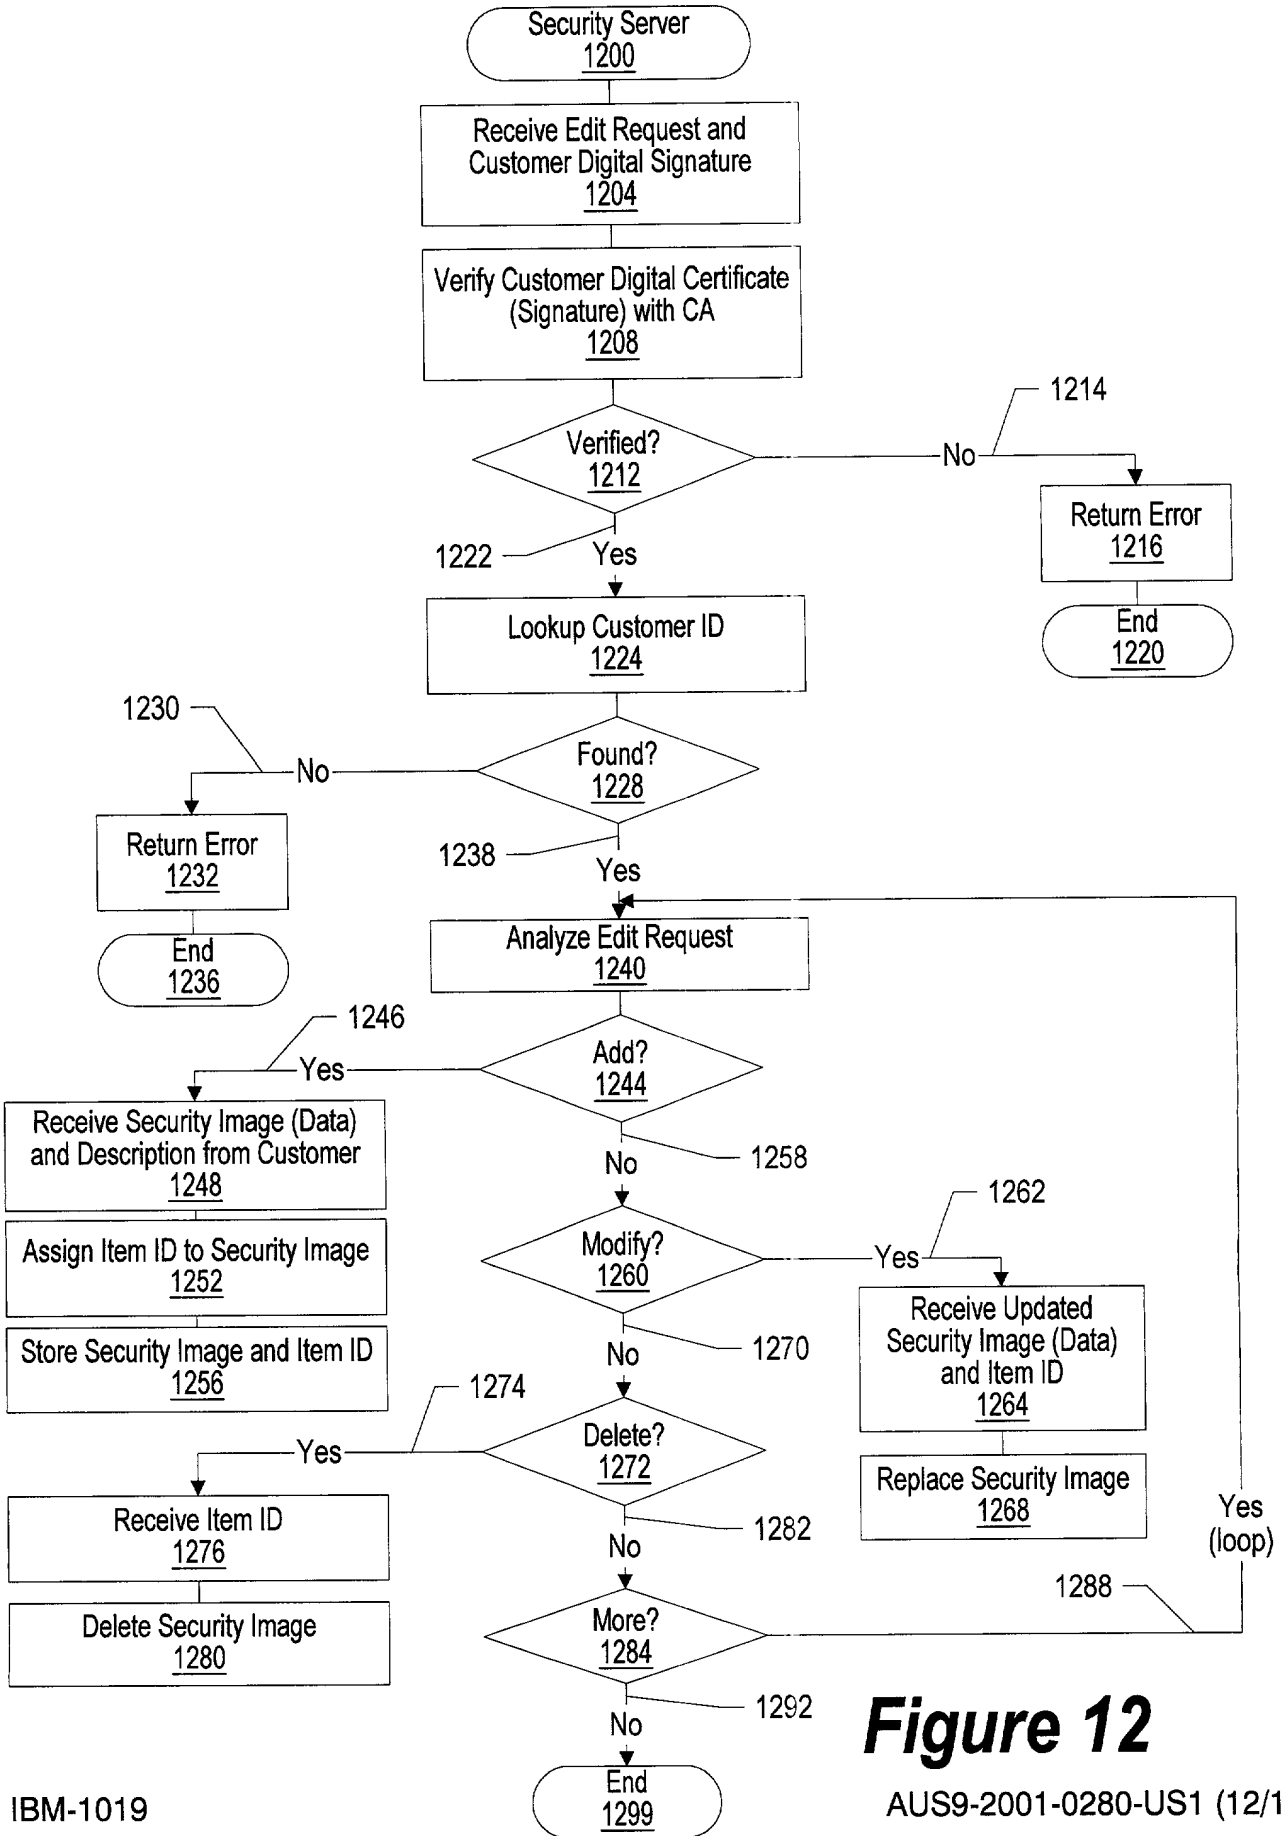 Security Server
1200
Receive Edit Request and
Customer Digital Signature
1204
Verify Customer Digital Certificate
(Signature) with CA
1208
1214
Verified?
1212
No
Return Error
1216
1222
Yes
End
1220
Lookup Customer ID
1224
1230
Found?
1228
No
Return Error
1232
1238
Yes
End
1236
Analyze Edit Request
1240
1246
Add?
1244
Yes
Receive Security Image (Data)
and Description from Customer
1248
1258
No
Assign Item ID to Security Image
1252
1262
Modify?
1260
Yes
Store Security Image and Item ID
1256
Receive Updated
Security Image (Data)
and Item ID
1264
1270
No
1274
Delete?
1272
Yes
Replace Security Image
1268
Receive Item ID
1276
1282
No
Yes
(loop)
Delete Security Image
1280
1288
More?
1284
1292
No
Figure 12
End
1299
IBM-1019
AUS9-2001-0280-US1 (12/1